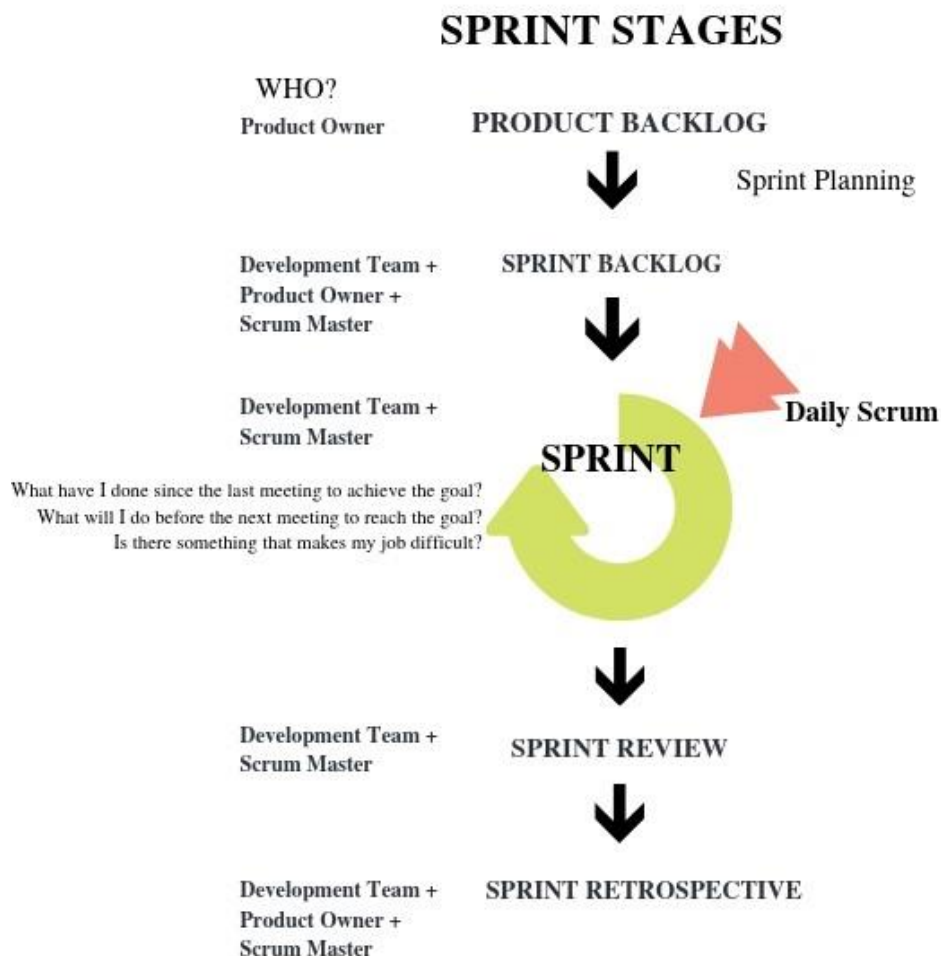 SPRINT STAGES
WHO?
Product Owner
PRODUCT BACKLOG
Sprint Planning
Development Team +
Product Owner +
Scrum Master
SPRINT BACKLOG
Development Team +
Scrum Master
Daily Scrum
SPRINT
What have I done since the last meeting to achieve the goal?
What will I do before the next meeting to reach the goal?
Is there something that makes my job difficult?
Development Team +
Scrum Master
SPRINT REVIEW
Development Team +
Product Owner +
Scrum Master
SPRINT RETROSPECTIVE